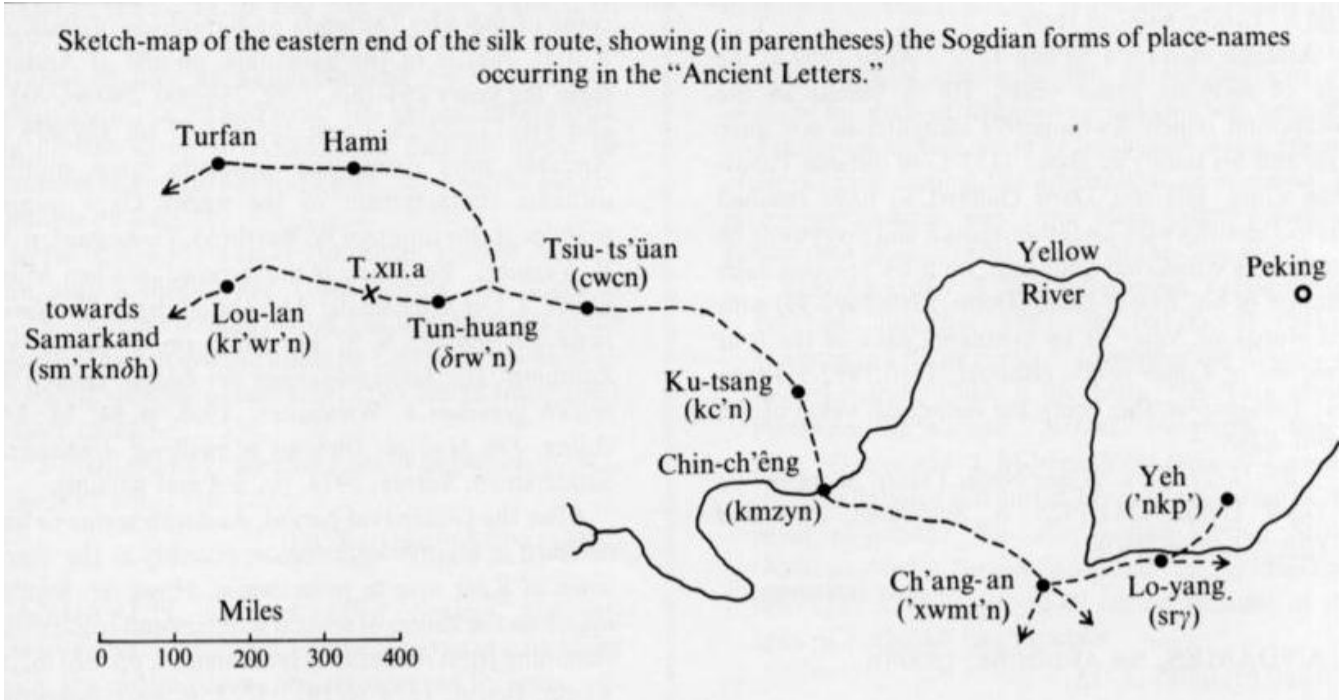 Sketch-map of the eastern end of the silk route, showing (in parentheses) the Sogdian forms of place-names
occurring in the “Ancient Letters.”
Turfan
Hami
Tsiu-ts’üan
(cwcn)
T.XII.a
towards
Samarkand
(sm’rknδh)
Lou-lan
(kr’wr’n)
Tun-huang
(δrw’n)
Yellow
River
Peking
Ku-tsang
(kc’n)
Chin-ch’êng
(kmzyn)
Yeh
(’nkp’)
Ch’ang-an
(’xwmt’n)
Lo-yang.
(srγ)
Miles
0 100 200 300 400